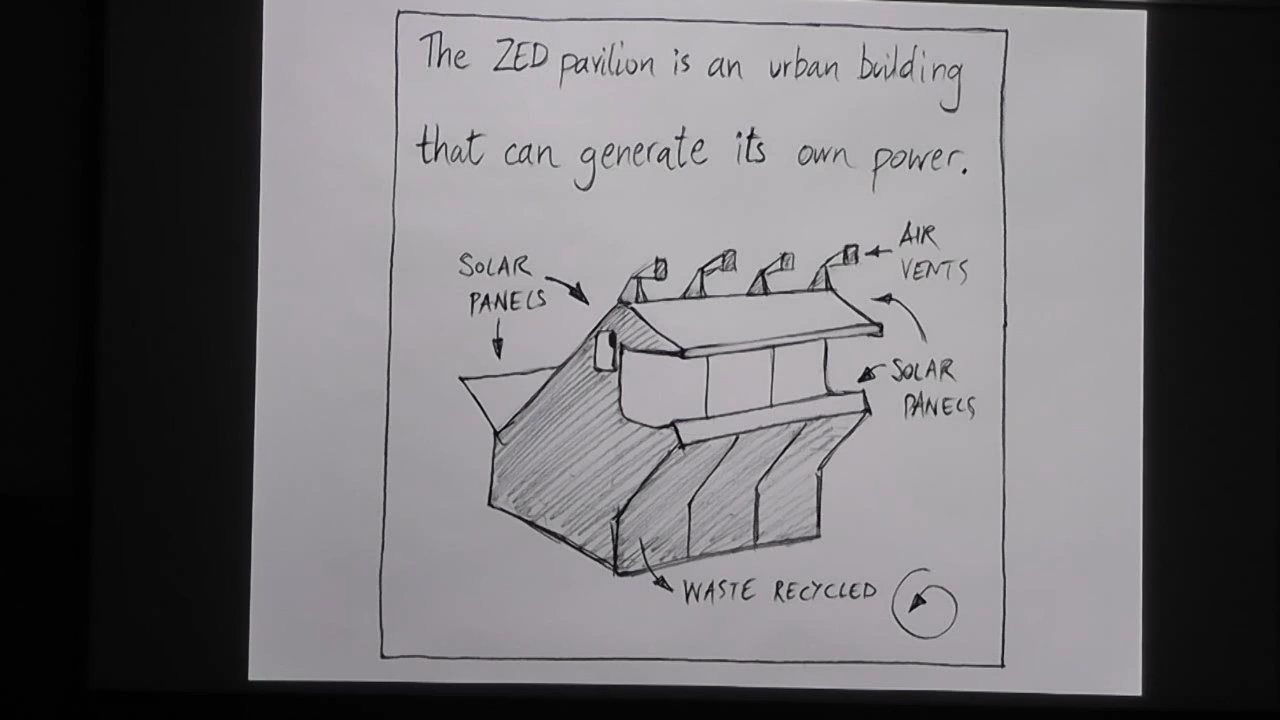 The ZED pavilion is an urban building
that can generate its own power.
SOLAR
PANELS
AIR
VENTS
SOLAR
PANELS
WASTE RECYCLED